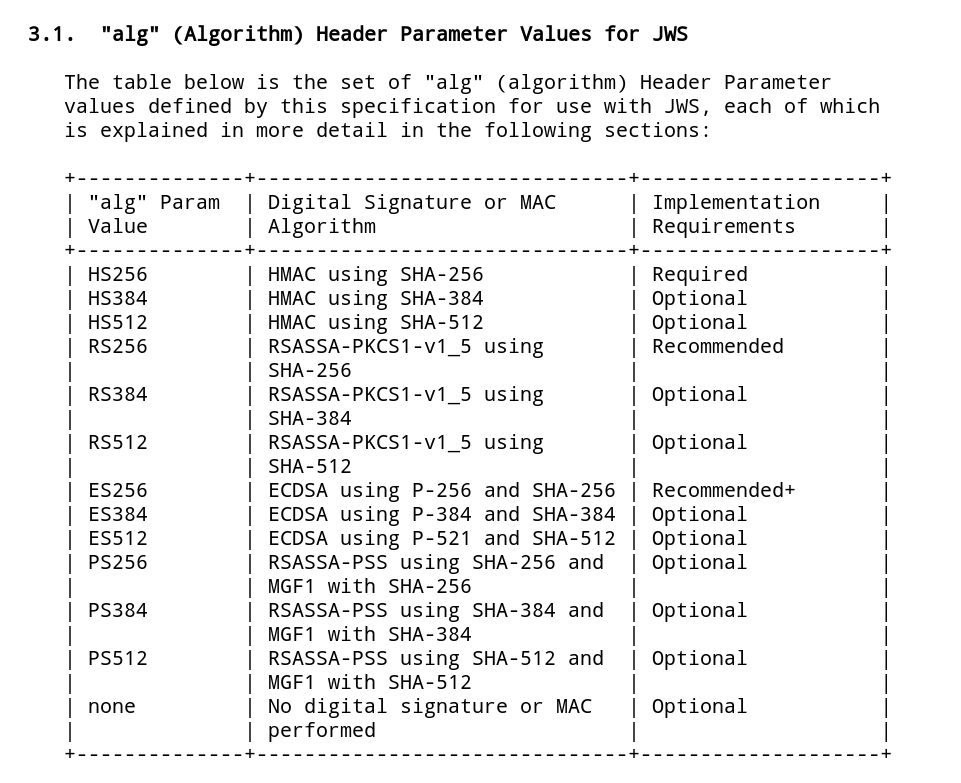 3.1.  "alg" (Algorithm) Header Parameter Values for JWS

   The table below is the set of "alg" (algorithm) Header Parameter
   values defined by this specification for use with JWS, each of which
   is explained in more detail in the following sections:

   +--------------+-------------------------------+--------------------+
   | "alg" Param  | Digital Signature or MAC      | Implementation     |
   | Value        | Algorithm                     | Requirements       |
   +--------------+-------------------------------+--------------------+
   | HS256        | HMAC using SHA-256            | Required           |
   | HS384        | HMAC using SHA-384            | Optional           |
   | HS512        | HMAC using SHA-512            | Optional           |
   | RS256        | RSASSA-PKCS1-v1_5 using       | Recommended        |
   |              | SHA-256                       |                    |
   | RS384        | RSASSA-PKCS1-v1_5 using       | Optional           |
   |              | SHA-384                       |                    |
   | RS512        | RSASSA-PKCS1-v1_5 using       | Optional           |
   |              | SHA-512                       |                    |
   | ES256        | ECDSA using P-256 and SHA-256 | Recommended+       |
   | ES384        | ECDSA using P-384 and SHA-384 | Optional           |
   | ES512        | ECDSA using P-521 and SHA-512 | Optional           |
   | PS256        | RSASSA-PSS using SHA-256 and  | Optional           |
   |              | MGF1 with SHA-256             |                    |
   | PS384        | RSASSA-PSS using SHA-384 and  | Optional           |
   |              | MGF1 with SHA-384             |                    |
   | PS512        | RSASSA-PSS using SHA-512 and  | Optional           |
   |              | MGF1 with SHA-512             |                    |
   | none         | No digital signature or MAC   | Optional           |
   |              | performed                     |                    |
   +--------------+-------------------------------+--------------------+